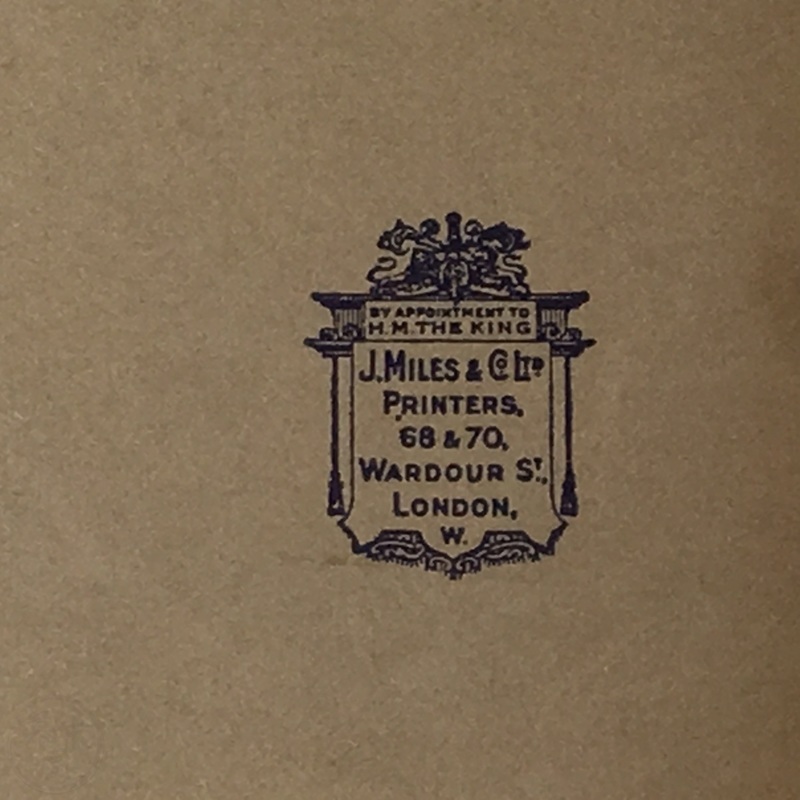 BY APPOINTMENT TO
H.M. THE KING
J. MILES & CO LTD
PRINTERS,
68 & 70,
WARDOUR ST.,
LONDON,
W.